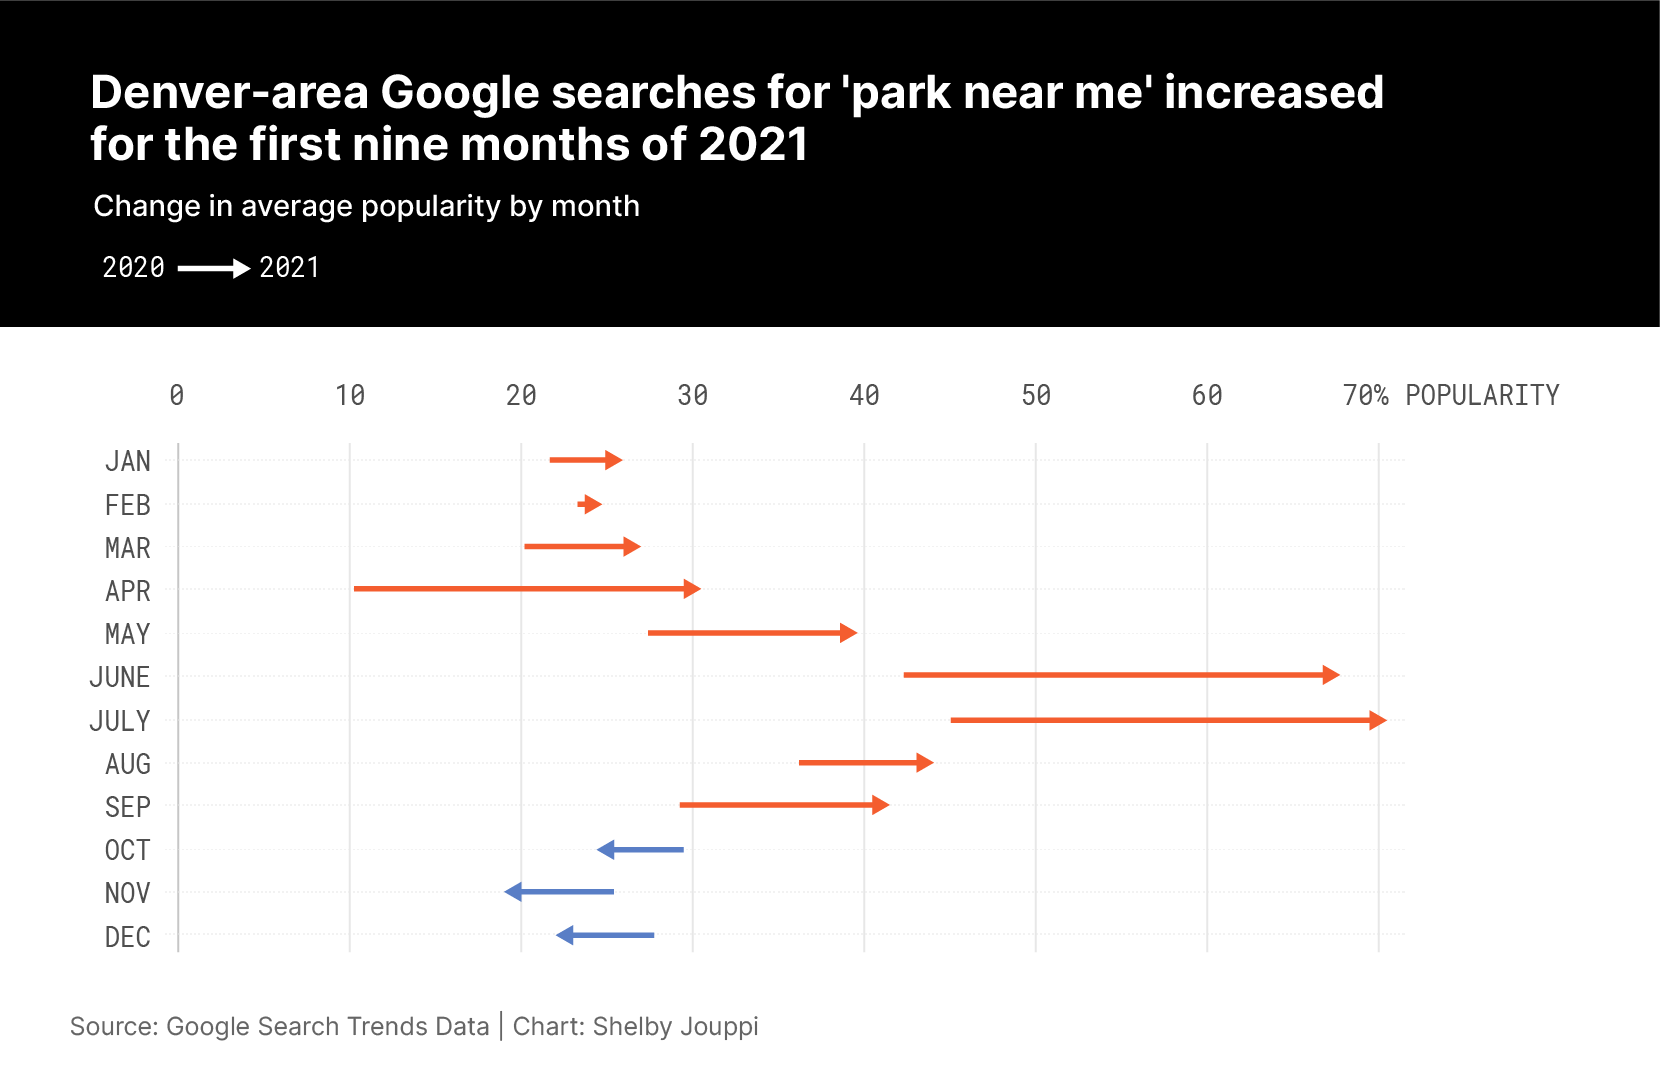 Denver-area Google searches for 'park near me' increased
for the first nine months of 2021
Change in average popularity by month
2020 2021
0 10 20 30 40 50 60 70% POPULARITY
JAN
FEB
MAR
APR
MAY
JUNE
JULY
AUG
SEP
OCT
NOV
DEC
Source: Google Search Trends Data | Chart: Shelby Jouppi